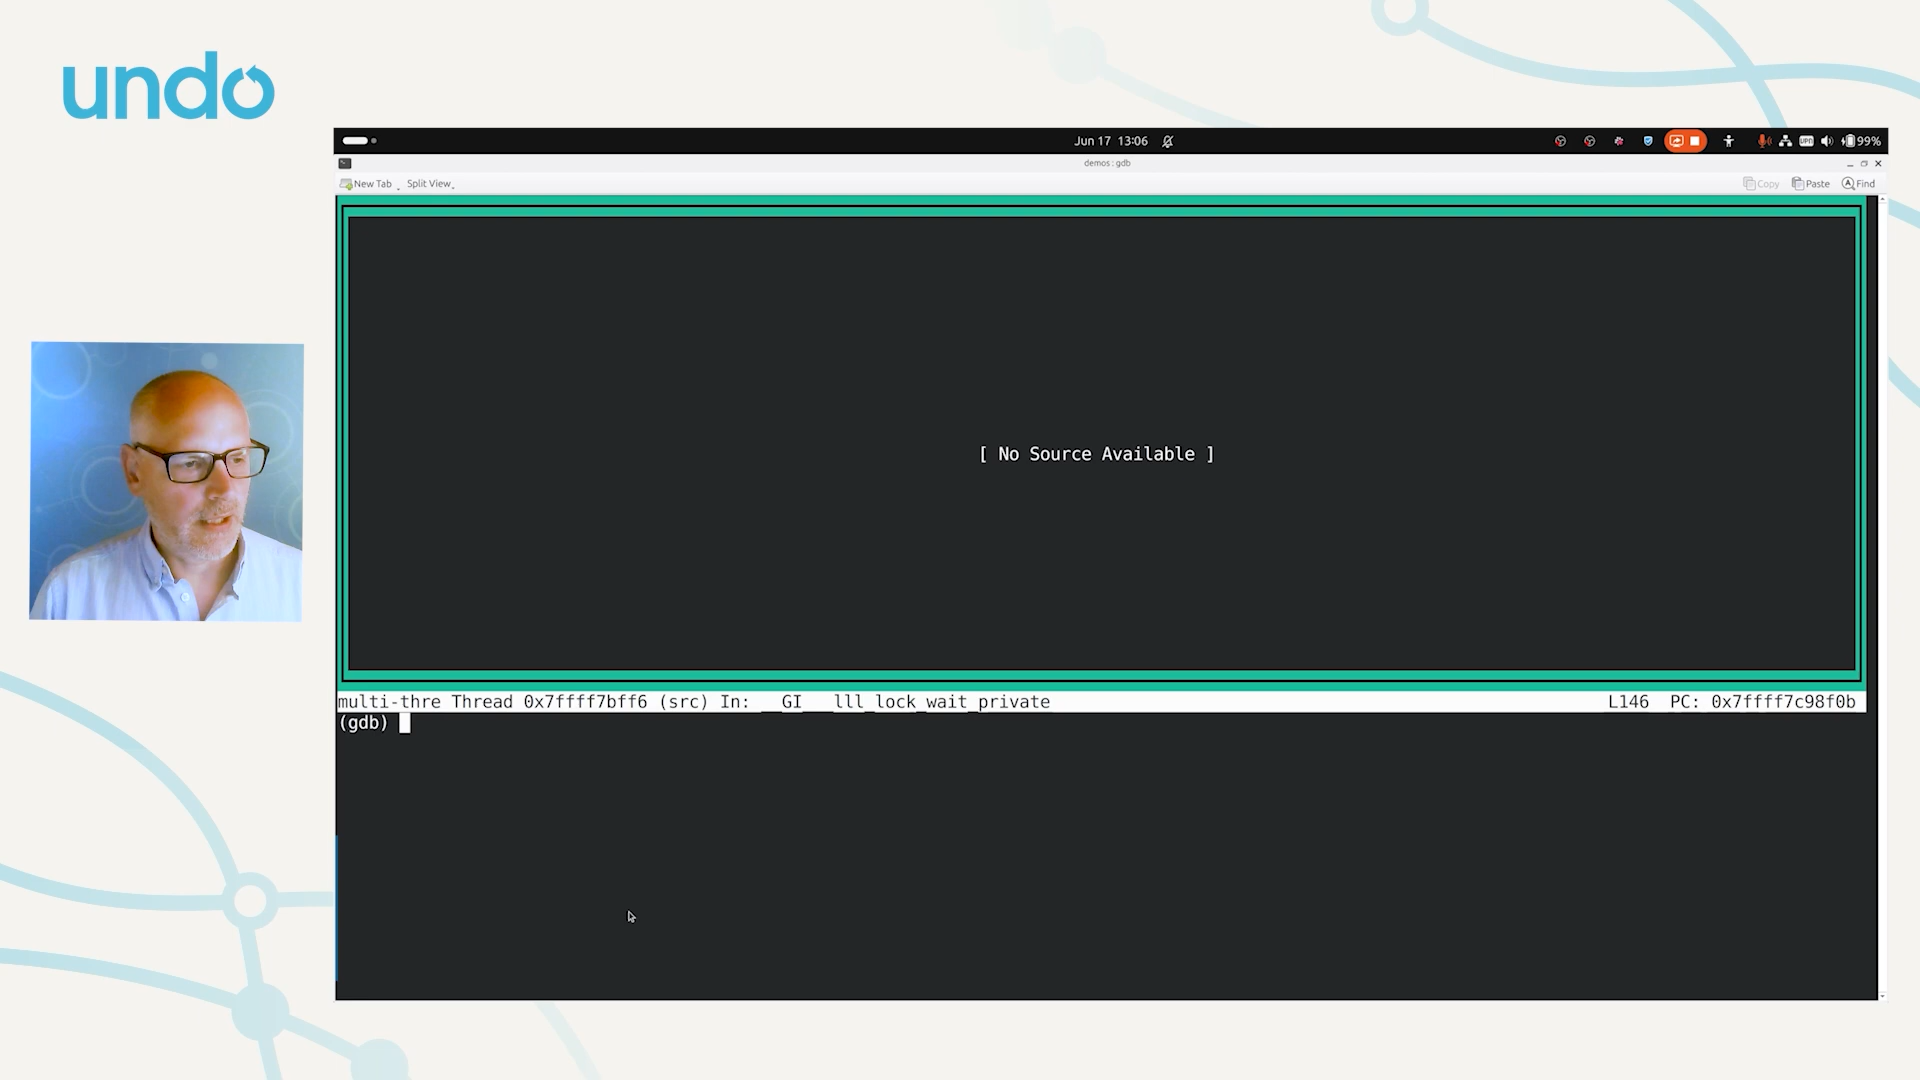 undo
Jun 17 13:06
99%
demos : gdb
New Tab
Split View
Copy
Paste
Find
[ No Source Available ]
multi-thre Thread 0x7ffff7bff6 (src) In: __GI___lll_lock_wait_private L146 PC: 0x7ffff7c98f0b
(gdb)